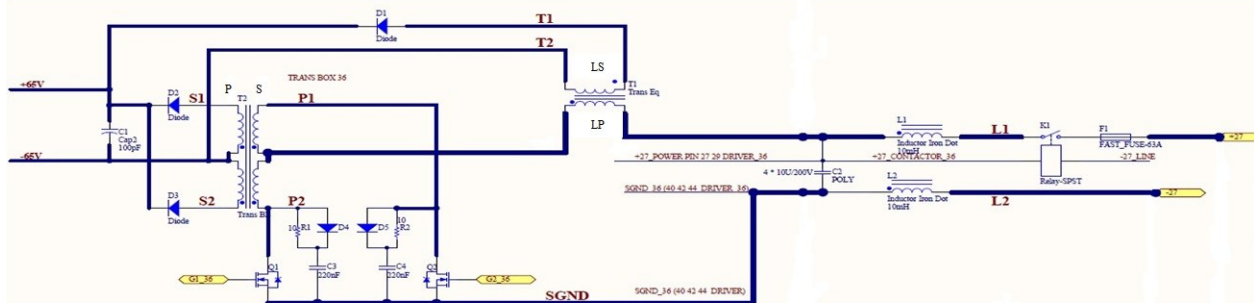 D1
Diode
T1
T2
LS
T1
Trans Eq
LP
+65V
-65V
D2
Diode
S1
P
S
T2
TRANS BOX 36
P1
C1
Cap2
100pF
D3
Diode
S2
Trans B
P2
10
R1
D4
D5
10
R2
C3
220nF
C4
220nF
G1_36
Q1
G2_36
SGND
L1
Inductor Iron Dot
10mH
L1
K1
Relay-SPST
F1
FAST_FUSE-63A
+27
+27_POWER PIN 27 29 DRIVER_36
+27_CONTACTOR_36
-27_LINE
4 * 10U/200V
C2
POLY
SGND_36 (40 42 44 DRIVER_36)
L2
Inductor Iron Dot
10mH
L2
-27
SGND_36 (40 42 44 DRIVER)